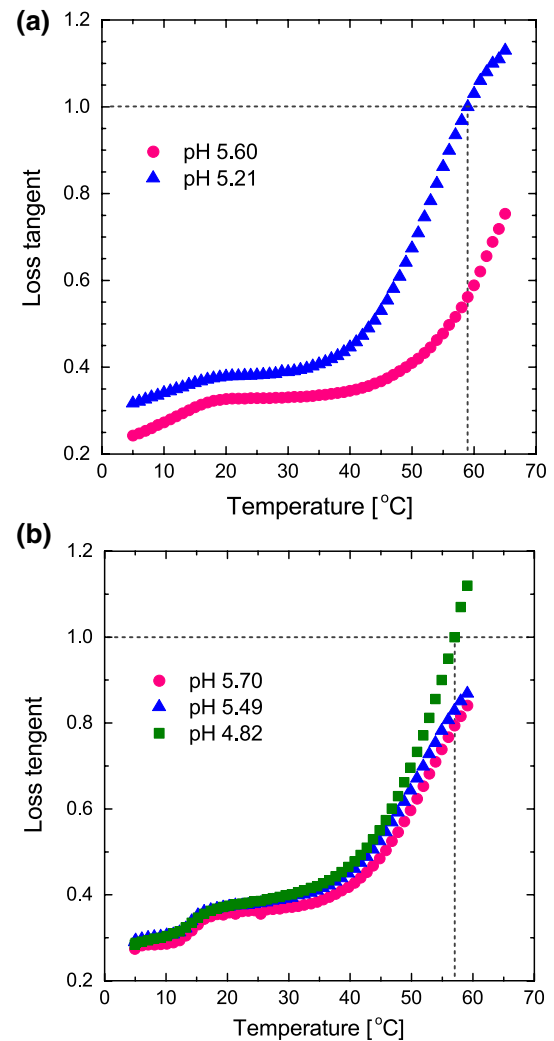 (a)
1.2
1.0
0.8
0.6
0.4
0.2
Loss tangent
pH 5.60
pH 5.21
0 10 20 30 40 50 60 70
Temperature [°C]
(b)
1.2
1.0
0.8
0.6
0.4
0.2
Loss tengent
pH 5.70
pH 5.49
pH 4.82
0 10 20 30 40 50 60 70
Temperature [°C]